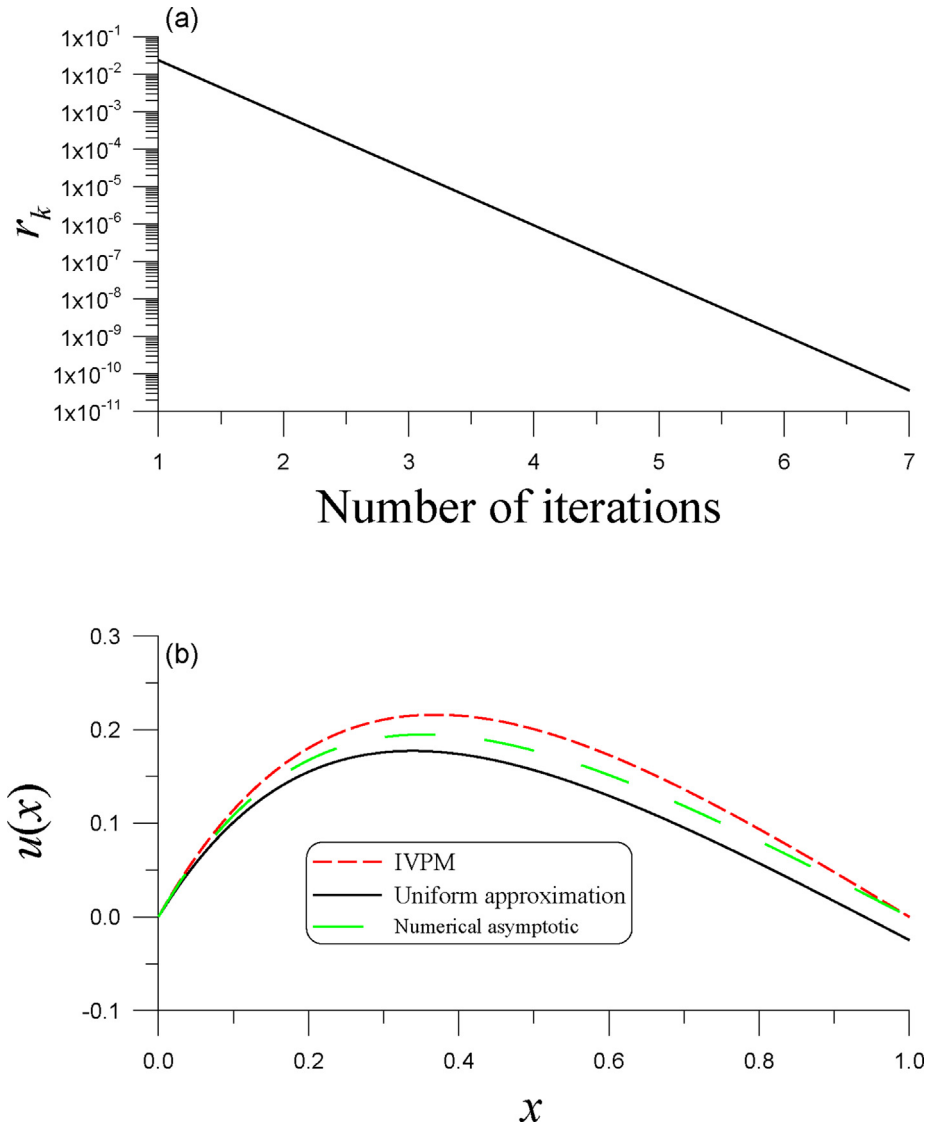 (a)
1x10-1
1x10-2
1x10-3
1x10-4
1x10-5
1x10-6
1x10-7
1x10-8
1x10-9
1x10-10
1x10-11
rk
1 2 3 4 5 6 7
Number of iterations
(b)
0.3
0.2
0.1
0.0
-0.1
u(x)
IVPM
Uniform approximation
Numerical asymptotic
0.0 0.2 0.4 0.6 0.8 1.0
x